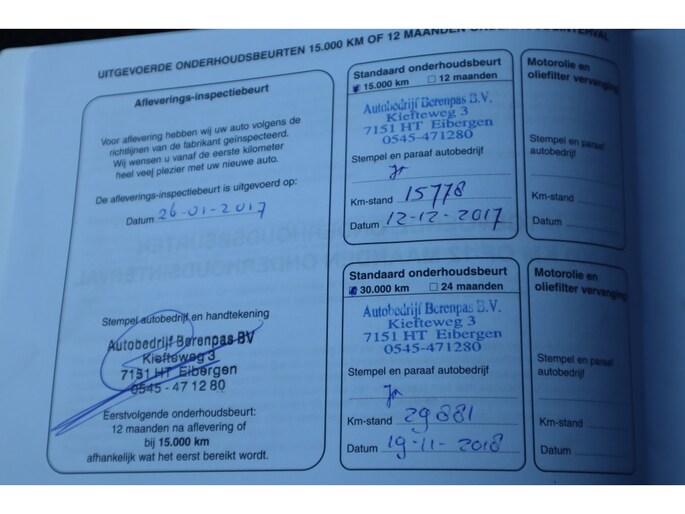 UITGEVOERDE ONDERHOUDSBEURTEN 15.000 KM OF 12 MAANDEN ONDERHOUDSINTERVAL
Afleverings-inspectiebeurt
Voor aflevering hebben wij uw auto volgens de
richtlijnen van de fabrikant geïnspecteerd.
Wij wensen u vanaf de eerste kilometer
heel veel plezier met uw nieuwe auto.
De afleverings-inspectiebeurt is uitgevoerd op:
Datum 26-01-2017
Stempel autobedrijf en handtekening
Autobedrijf Berenpas BV
Kiefteweg 3
7151 HT Eibergen
0545-471280
Eerstvolgende onderhoudsbeurt:
12 maanden na aflevering of
bij 15.000 km
afhankelijk wat het eerst bereikt wordt.
Standaard onderhoudsbeurt
15.000 km 12 maanden
Autobedrijf Berenpas B.V.
Kiefteweg 3
7151 HT Eibergen
0545-471280
Stempel en paraaf autobedrijf
Km-stand 15778
Datum 12-12-2017
Standaard onderhoudsbeurt
30.000 km 24 maanden
Autobedrijf Berenpas B.V.
Kiefteweg 3
7151 HT Eibergen
0545-471280
Stempel en paraaf autobedrijf
Km-stand 29881
Datum 19-11-2018
Motorolie en
oliefilter vervanging
Stempel en paraaf
autobedrijf
Km-stand
Datum
Motorolie en
oliefilter vervanging
Stempel en paraaf
autobedrijf
Km-stand
Datum